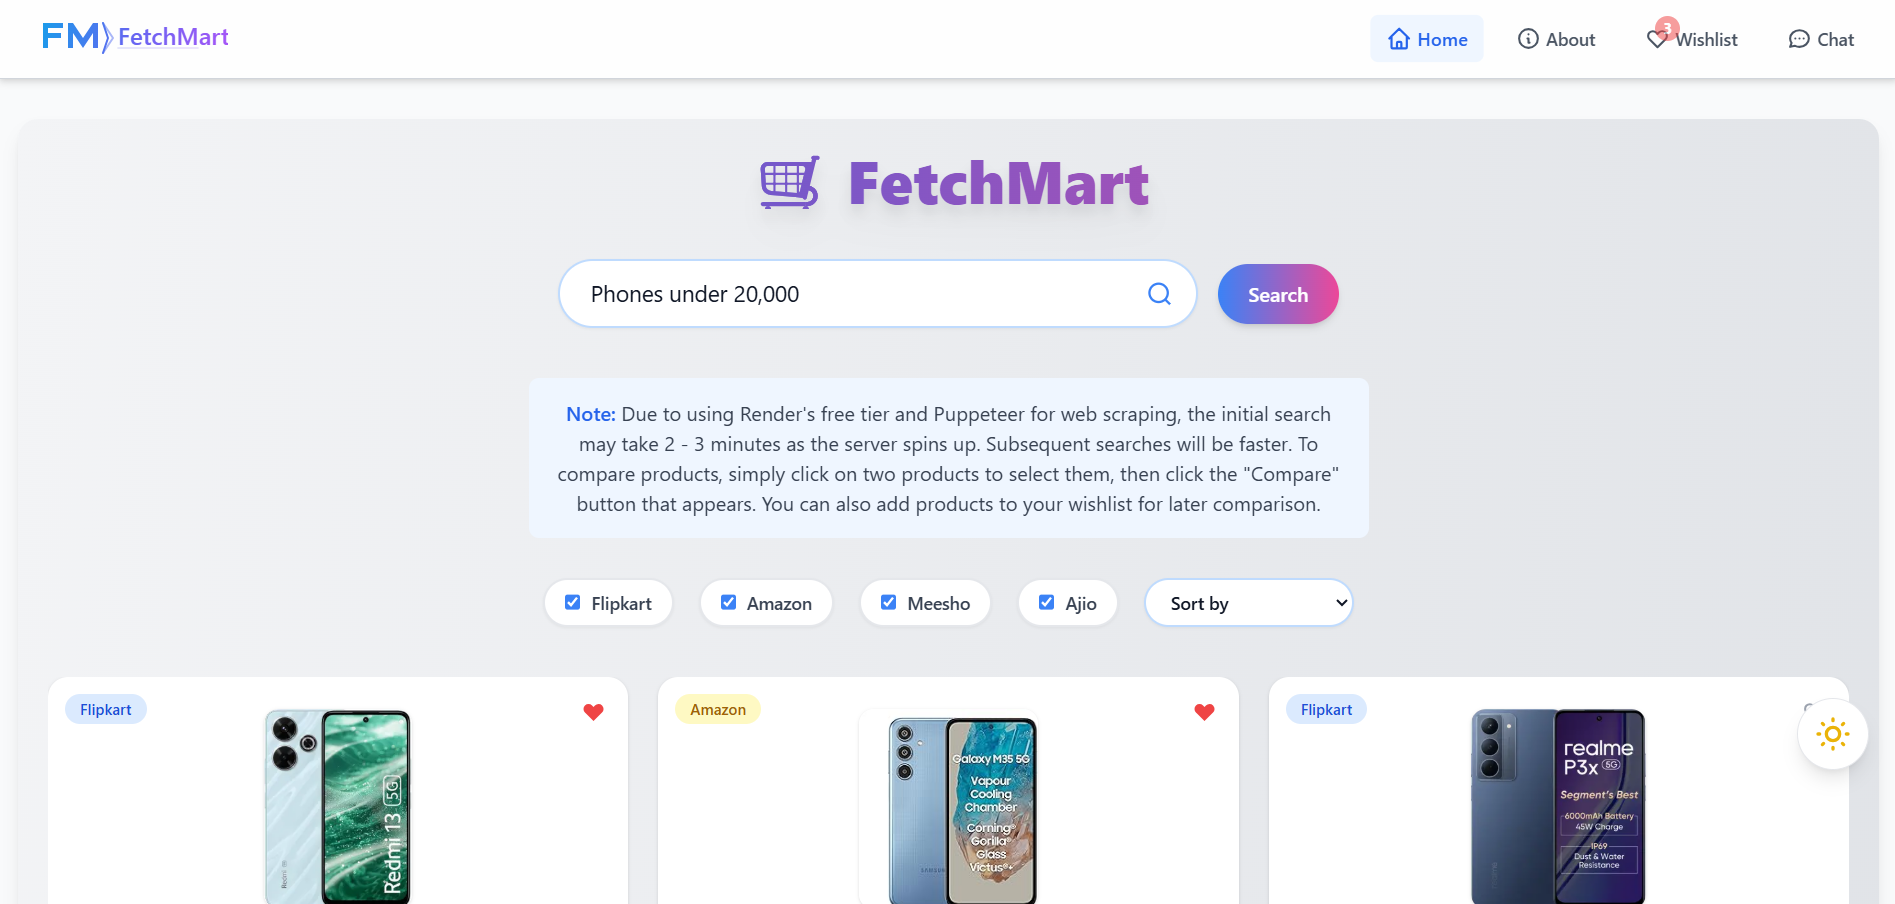 FM FetchMart
Home
About
3
Wishlist
Chat
FetchMart
Phones under 20,000
Search
Note: Due to using Render's free tier and Puppeteer for web scraping, the initial search
may take 2 - 3 minutes as the server spins up. Subsequent searches will be faster. To
compare products, simply click on two products to select them, then click the "Compare"
button that appears. You can also add products to your wishlist for later comparison.
Flipkart
Amazon
Meesho
Ajio
Sort by
Flipkart
Redmi 13 5G
Amazon
Galaxy M35 5G
Vapour
Cooling
Chamber
Corning®
Gorilla®
Glass
Victus®+
SAMSUNG
Flipkart
realme
P3x 5G
Segment's Best
6000mAh Battery
45W Charge
IP69
Dust & Water
Resistance